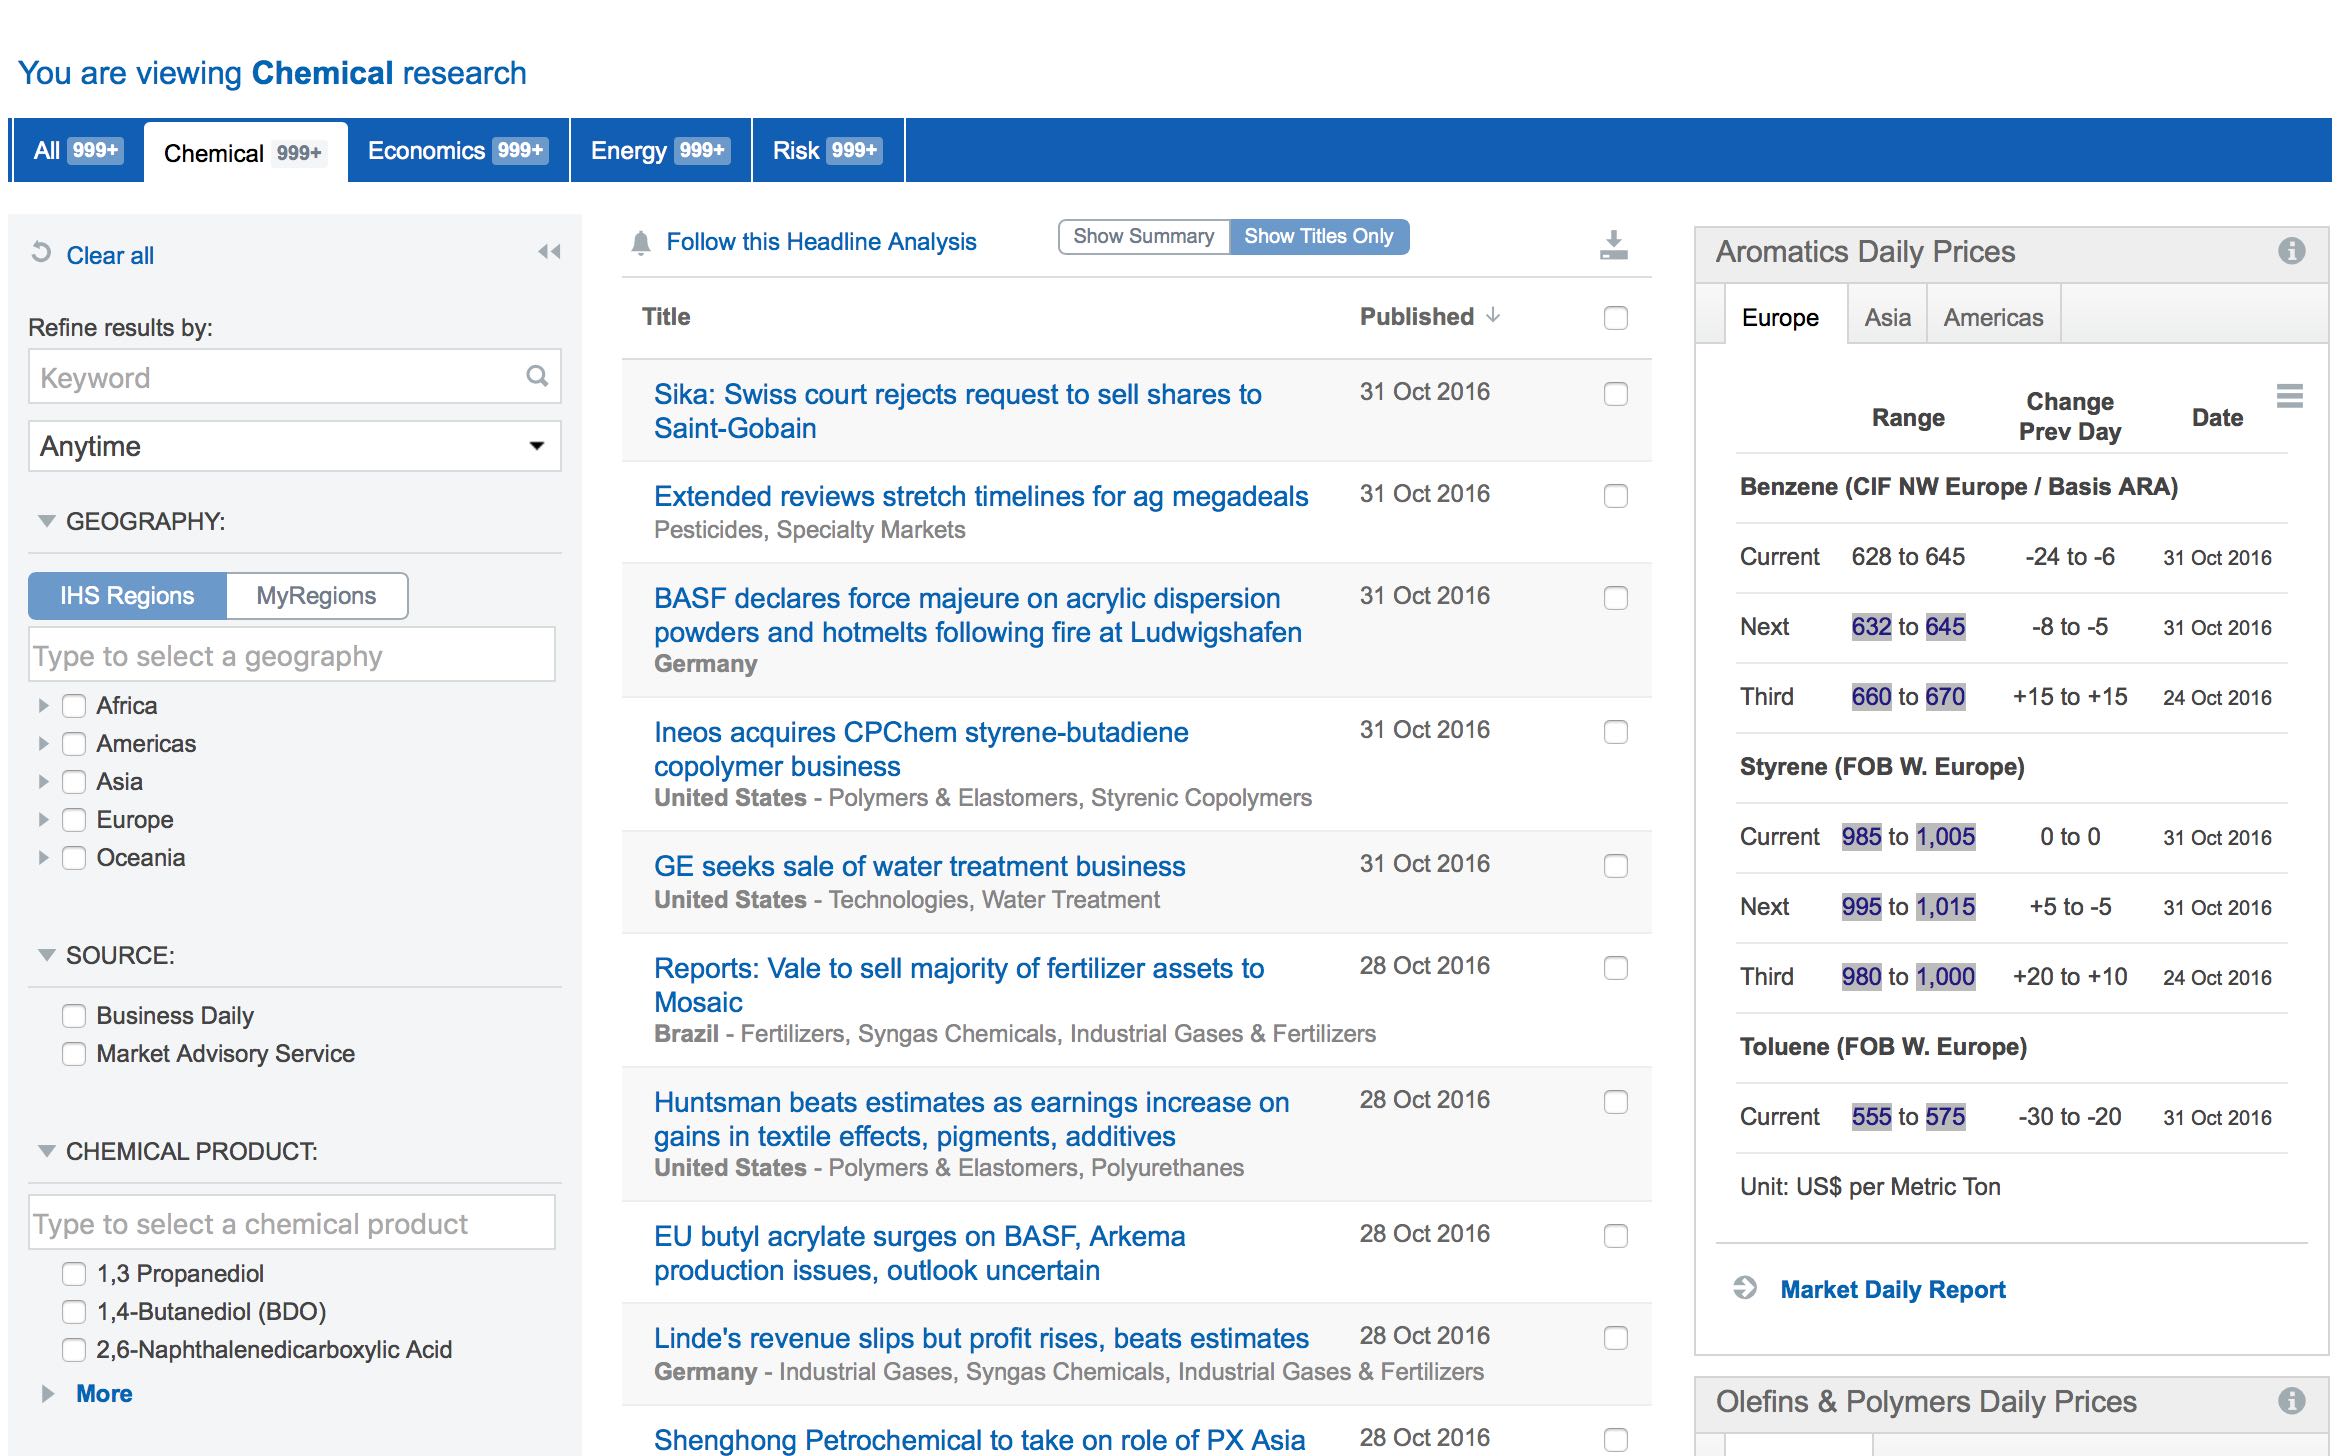 You are viewing Chemical research
All 999+ Chemical 999+ Economics 999+ Energy 999+ Risk 999+
Clear all
Refine results by:
Keyword
Anytime
GEOGRAPHY:
IHS Regions MyRegions
Type to select a geography
Africa
Americas
Asia
Europe
Oceania
SOURCE:
Business Daily
Market Advisory Service
CHEMICAL PRODUCT:
Type to select a chemical product
1,3 Propanediol
1,4-Butanediol (BDO)
2,6-Naphthalenedicarboxylic Acid
More
Follow this Headline Analysis Show Summary Show Titles Only
Title Published
Sika: Swiss court rejects request to sell shares to 31 Oct 2016
Saint-Gobain
Extended reviews stretch timelines for ag megadeals 31 Oct 2016
Pesticides, Specialty Markets
BASF declares force majeure on acrylic dispersion 31 Oct 2016
powders and hotmelts following fire at Ludwigshafen
Germany
Ineos acquires CPChem styrene-butadiene 31 Oct 2016
copolymer business
United States - Polymers & Elastomers, Styrenic Copolymers
GE seeks sale of water treatment business 31 Oct 2016
United States - Technologies, Water Treatment
Reports: Vale to sell majority of fertilizer assets to 28 Oct 2016
Mosaic
Brazil - Fertilizers, Syngas Chemicals, Industrial Gases & Fertilizers
Huntsman beats estimates as earnings increase on 28 Oct 2016
gains in textile effects, pigments, additives
United States - Polymers & Elastomers, Polyurethanes
EU butyl acrylate surges on BASF, Arkema 28 Oct 2016
production issues, outlook uncertain
Linde's revenue slips but profit rises, beats estimates 28 Oct 2016
Germany - Industrial Gases, Syngas Chemicals, Industrial Gases & Fertilizers
Shenghong Petrochemical to take on role of PX Asia 28 Oct 2016
Aromatics Daily Prices
Europe Asia Americas
Range Change Prev Day Date
Benzene (CIF NW Europe / Basis ARA)
Current 628 to 645 -24 to -6 31 Oct 2016
Next 632 to 645 -8 to -5 31 Oct 2016
Third 660 to 670 +15 to +15 24 Oct 2016
Styrene (FOB W. Europe)
Current 985 to 1,005 0 to 0 31 Oct 2016
Next 995 to 1,015 +5 to -5 31 Oct 2016
Third 980 to 1,000 +20 to +10 24 Oct 2016
Toluene (FOB W. Europe)
Current 555 to 575 -30 to -20 31 Oct 2016
Unit: US$ per Metric Ton
Market Daily Report
Olefins & Polymers Daily Prices